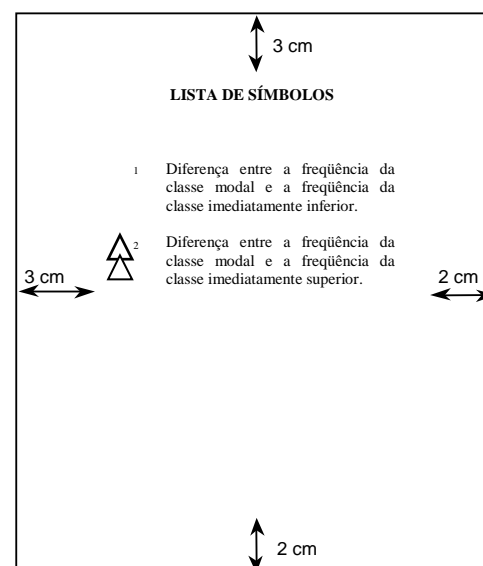 3 cm
LISTA DE SÍMBOLOS
1 Diferença entre a freqüência da
classe modal e a freqüência da
classe imediatamente inferior.
2 Diferença entre a freqüência da
classe modal e a freqüência da
classe imediatamente superior.
3 cm
2 cm
2 cm